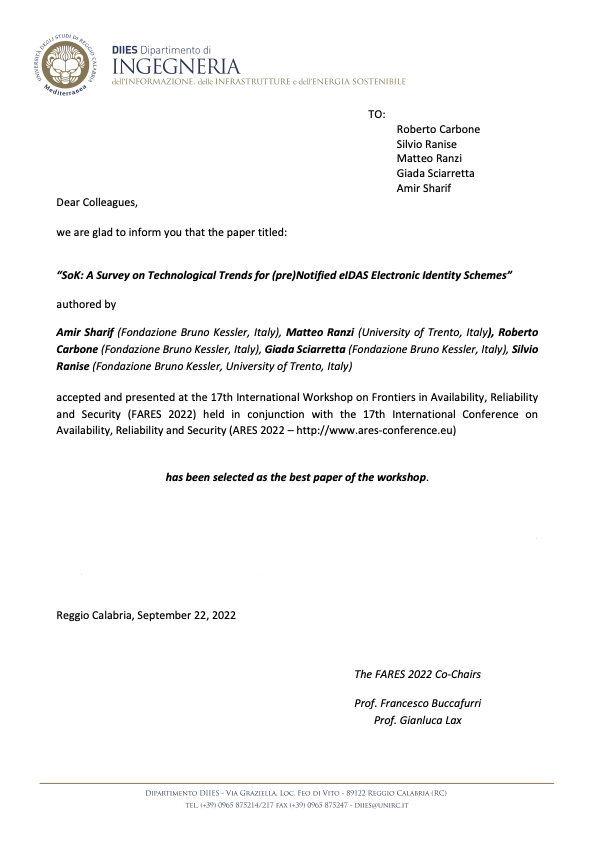 UNIVERSITÀ DEGLI STUDI DI REGGIO CALABRIA
Mediterranea
DIIES Dipartimento di
INGEGNERIA
dell'INFORMAZIONE, delle INFRASTRUTTURE e dell'ENERGIA SOSTENIBILE
TO:
Roberto Carbone
Silvio Ranise
Matteo Ranzi
Giada Sciarretta
Amir Sharif
Dear Colleagues,
we are glad to inform you that the paper titled:
“SoK: A Survey on Technological Trends for (pre)Notified eIDAS Electronic Identity Schemes”
authored by
Amir Sharif (Fondazione Bruno Kessler, Italy), Matteo Ranzi (University of Trento, Italy), Roberto
Carbone (Fondazione Bruno Kessler, Italy), Giada Sciarretta (Fondazione Bruno Kessler, Italy), Silvio
Ranise (Fondazione Bruno Kessler, University of Trento, Italy)
accepted and presented at the 17th International Workshop on Frontiers in Availability, Reliability
and Security (FARES 2022) held in conjunction with the 17th International Conference on
Availability, Reliability and Security (ARES 2022 – http://www.ares-conference.eu)
has been selected as the best paper of the workshop.
Reggio Calabria, September 22, 2022
The FARES 2022 Co-Chairs
Prof. Francesco Buccafurri
Prof. Gianluca Lax
Dipartimento DIIES - Via Graziella, Loc. Feo di Vito - 89122 Reggio Calabria (RC)
TEL. (+39) 0965 875214/217 FAX (+39) 0965 875247 - DIIES@UNIRC.IT